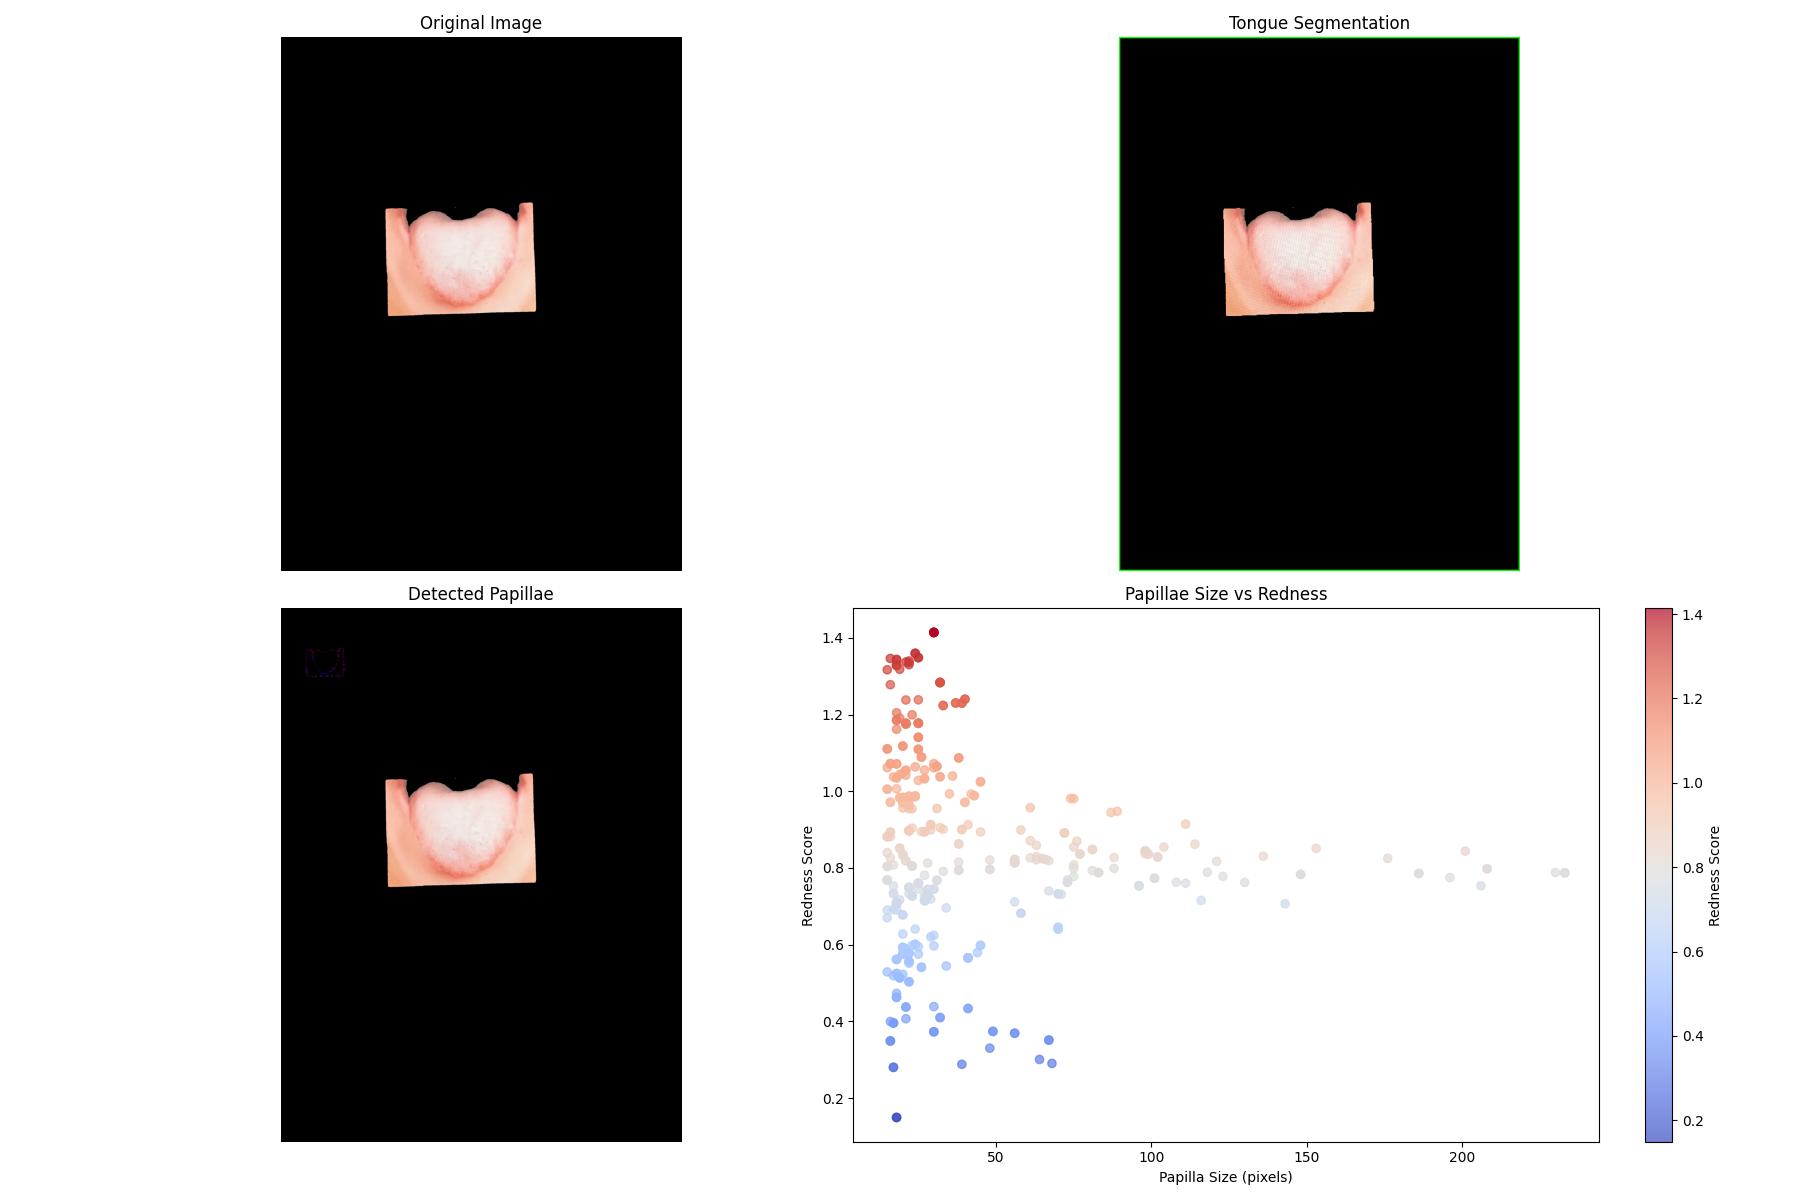 Original Image
Tongue Segmentation
Detected Papillae
Papillae Size vs Redness
1.4
1.2
1.0
0.8
0.6
0.4
0.2
Redness Score
50
100
150
200
Papilla Size (pixels)
1.4
1.2
1.0
0.8
0.6
0.4
0.2
Redness Score